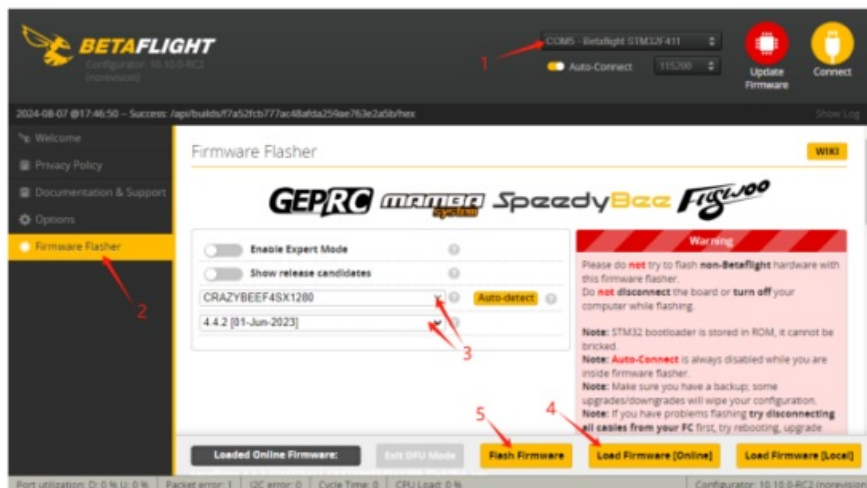 BETAFLIGHT
Configurator: 10.10.0-RC2
(norevision)
1
COM5 - Betaflight STM32F411
Auto-Connect
115200
Update Firmware
Connect
2024-08-07 @17:46:50 -- Success: /api/builds/f7a52fcb777ac48afda259ae763e2a5b/hex
Show Log
Welcome
Privacy Policy
Documentation & Support
Options
Firmware Flasher
2
Firmware Flasher
WIKI
GEPRC
mamba system
SpeedyBee
Flywoo
Enable Expert Mode
Show release candidates
CRAZYBEEF4SX1280
Auto-detect
4.4.2 [01-Jun-2023]
3
Warning
Please do not try to flash non-Betaflight hardware with
this firmware flasher.
Do not disconnect the board or turn off your
computer while flashing.
Note: STM32 bootloader is stored in ROM, it cannot be
bricked.
Note: Auto-Connect is always disabled while you are
inside firmware flasher.
Note: Make sure you have a backup; some
upgrades/downgrades will wipe your configuration.
Note: If you have problems flashing try disconnecting
all cables from your FC first, try rebooting, upgrade
5
4
Loaded Online Firmware:
Exit DFU Mode
Flash Firmware
Load Firmware [Online]
Load Firmware [Local]
Port utilization: D: 0 % U: 0 %
Packet error: 1
I2C error: 0
Cycle Time: 0
CPU Load: 0 %
Configurator: 10.10.0-RC2 (norevision)